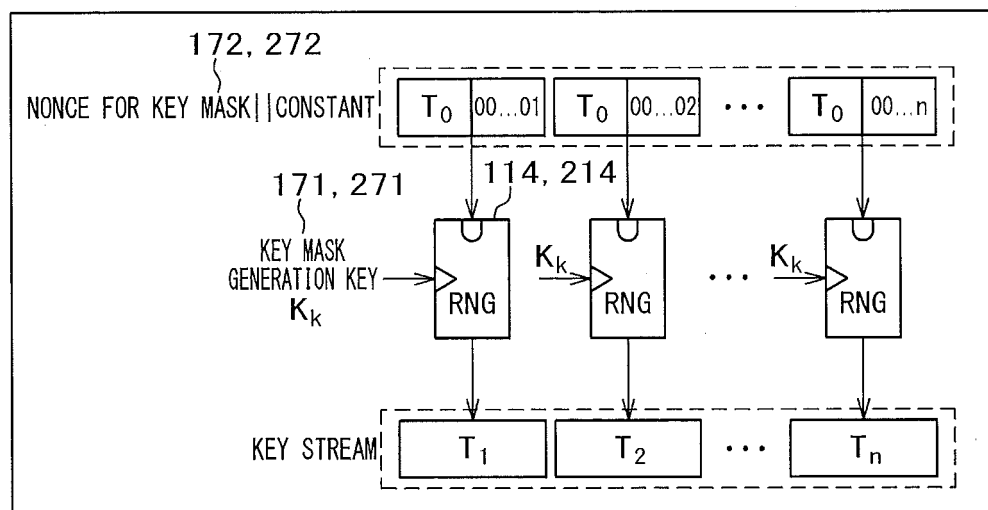 172, 272
NONCE FOR KEY MASK||CONSTANT T0 00...01 T0 00...02 ... T0 00...n
171, 271 114, 214
KEY MASK
GENERATION KEY Kk Kk
Kk RNG RNG ... RNG
KEY STREAM T1 T2 ... Tn